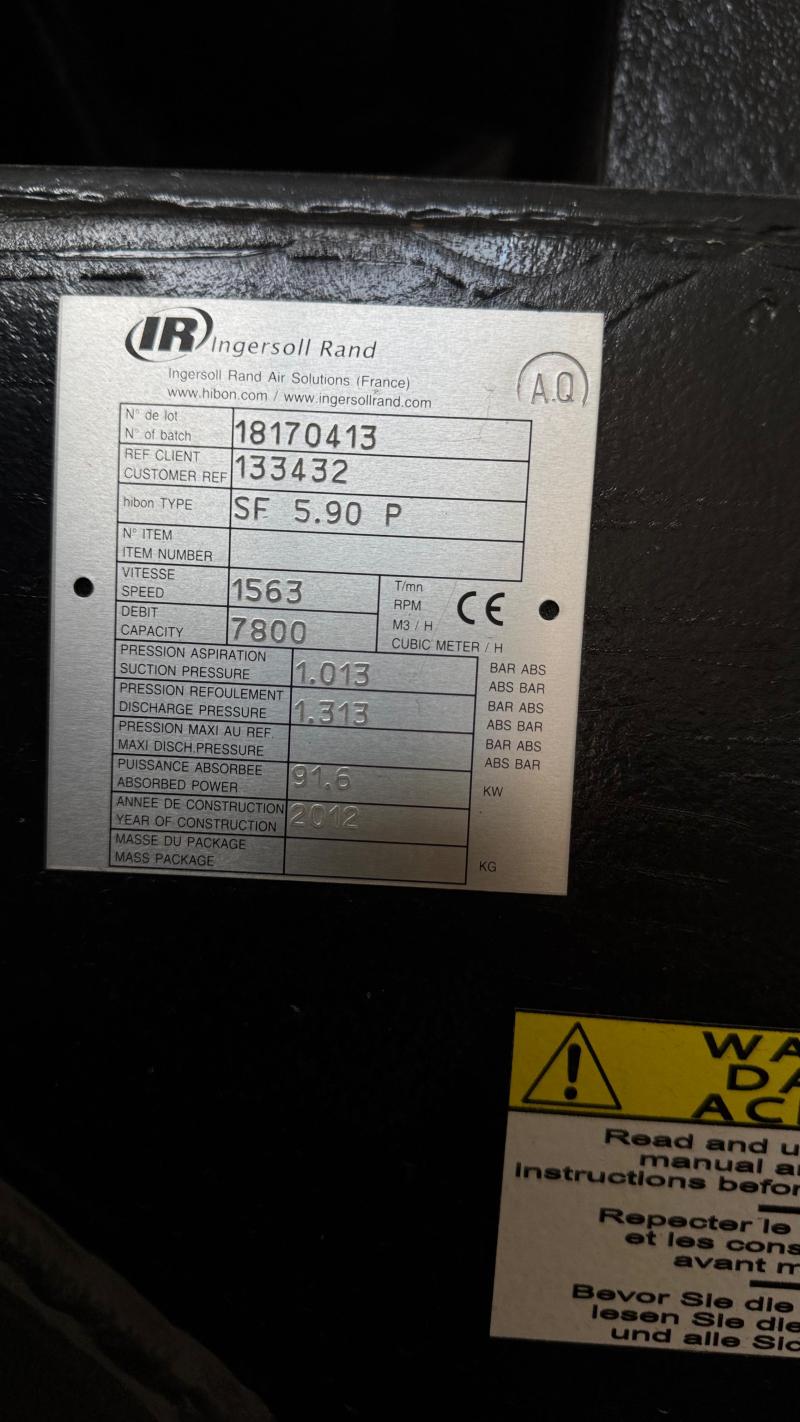 IR Ingersoll Rand
Ingersoll Rand Air Solutions (France)
www.hibon.com / www.ingersollrand.com
A.Q
N° de lot
N° of batch
18170413
REF CLIENT
CUSTOMER REF
133432
hibon TYPE
SF 5.90 P
N° ITEM
ITEM NUMBER
VITESSE
SPEED
1563
T/mn
RPM
CE
DEBIT
CAPACITY
7800
M3 / H
CUBIC METER / H
PRESSION ASPIRATION
SUCTION PRESSURE
1.013
BAR ABS
ABS BAR
PRESSION REFOULEMENT
DISCHARGE PRESSURE
1.313
BAR ABS
ABS BAR
PRESSION MAXI AU REF.
MAXI DISCH.PRESSURE
BAR ABS
ABS BAR
PUISSANCE ABSORBEE
ABSORBED POWER
91.6
KW
ANNEE DE CONSTRUCTION
YEAR OF CONSTRUCTION
2012
MASSE DU PACKAGE
MASS PACKAGE
KG
WA
DA
AC
Read and u
manual a
instructions befor
Repecter le
et les cons
avant m
Bevor Sie die
lesen Sie die
und alle Sic